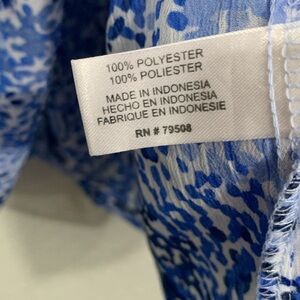 100% POLYESTER
100% POLIESTER
MADE IN INDONESIA
HECHO EN INDONESIA
FABRIQUE EN INDONESIE
RN # 79508